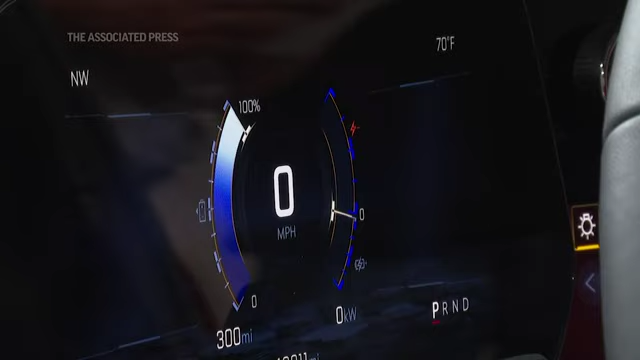 THE ASSOCIATED PRESS
70°F
NW
100%
0
MPH
0
0
300mi
0kW
PRND